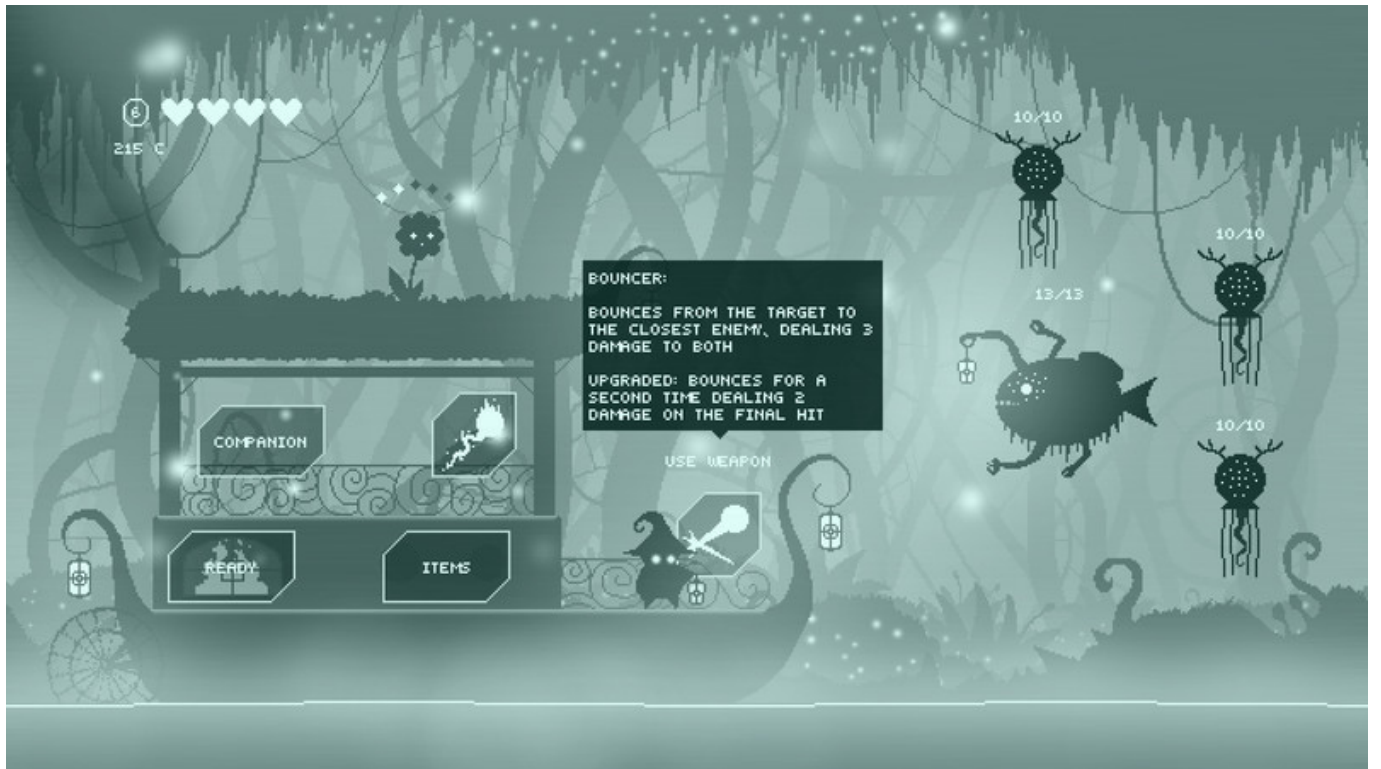 6
215 C
10/10
10/10
13/13
10/10
BOUNCER:
BOUNCES FROM THE TARGET TO
THE CLOSEST ENEMY, DEALING 3
DAMAGE TO BOTH
UPGRADED: BOUNCES FOR A
SECOND TIME DEALING 2
DAMAGE ON THE FINAL HIT
USE WEAPON
COMPANION
READY
ITEMS